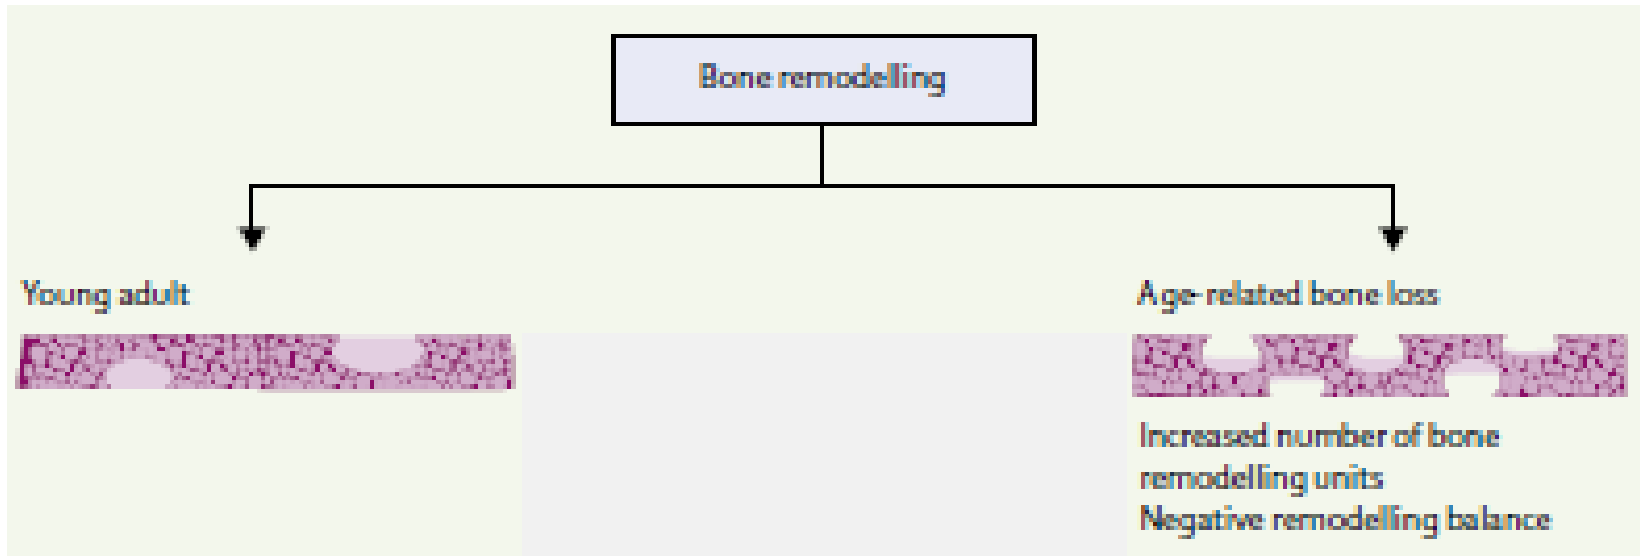 Bone remodelling
Young adult
Age-related bone loss
Increased number of bone
remodelling units
Negative remodelling balance